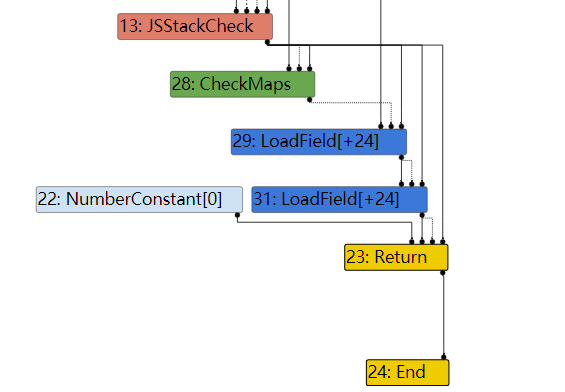 13: JSStackCheck
28: CheckMaps
29: LoadField[+24]
22: NumberConstant[0]
31: LoadField[+24]
23: Return
24: End